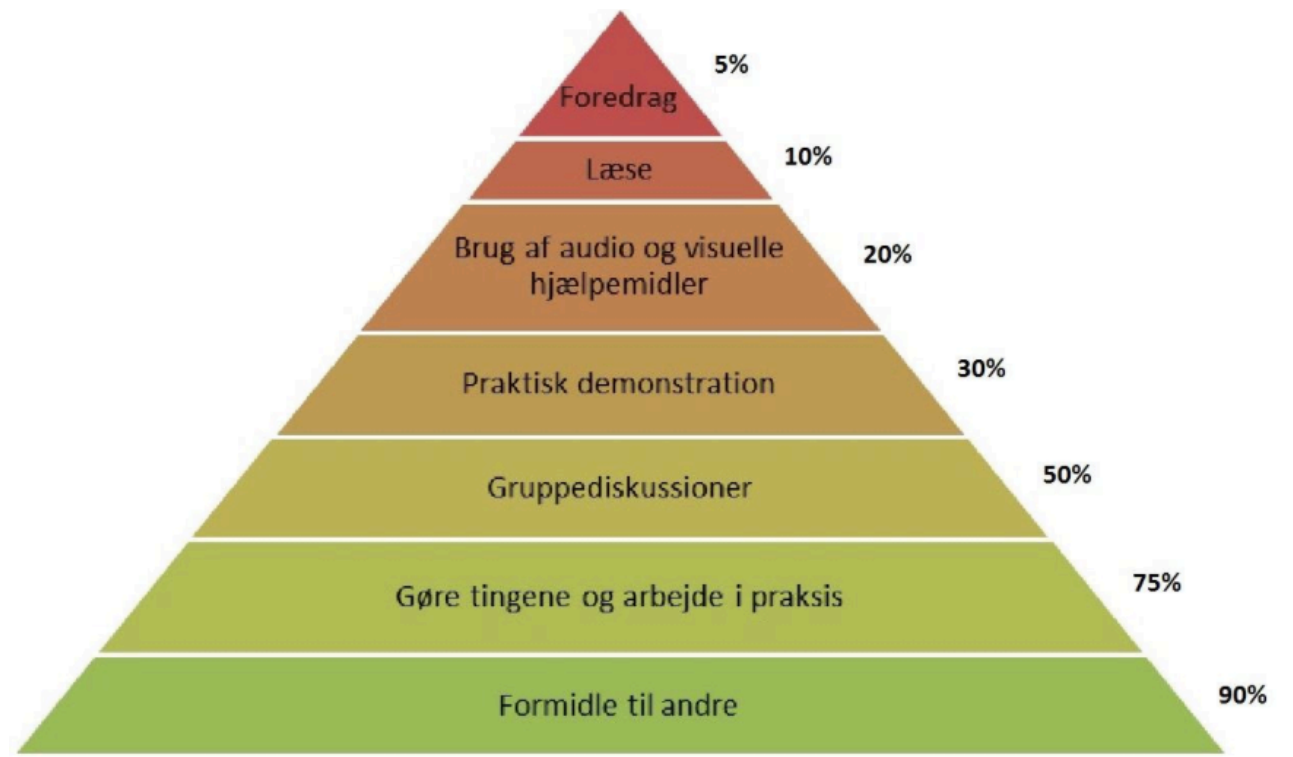 5%
Foredrag
10%
Læse
Brug af audio og visuelle
hjælpemidler
20%
Praktisk demonstration
30%
Gruppediskussioner
50%
Gøre tingene og arbejde i praksis
75%
Formidle til andre
90%